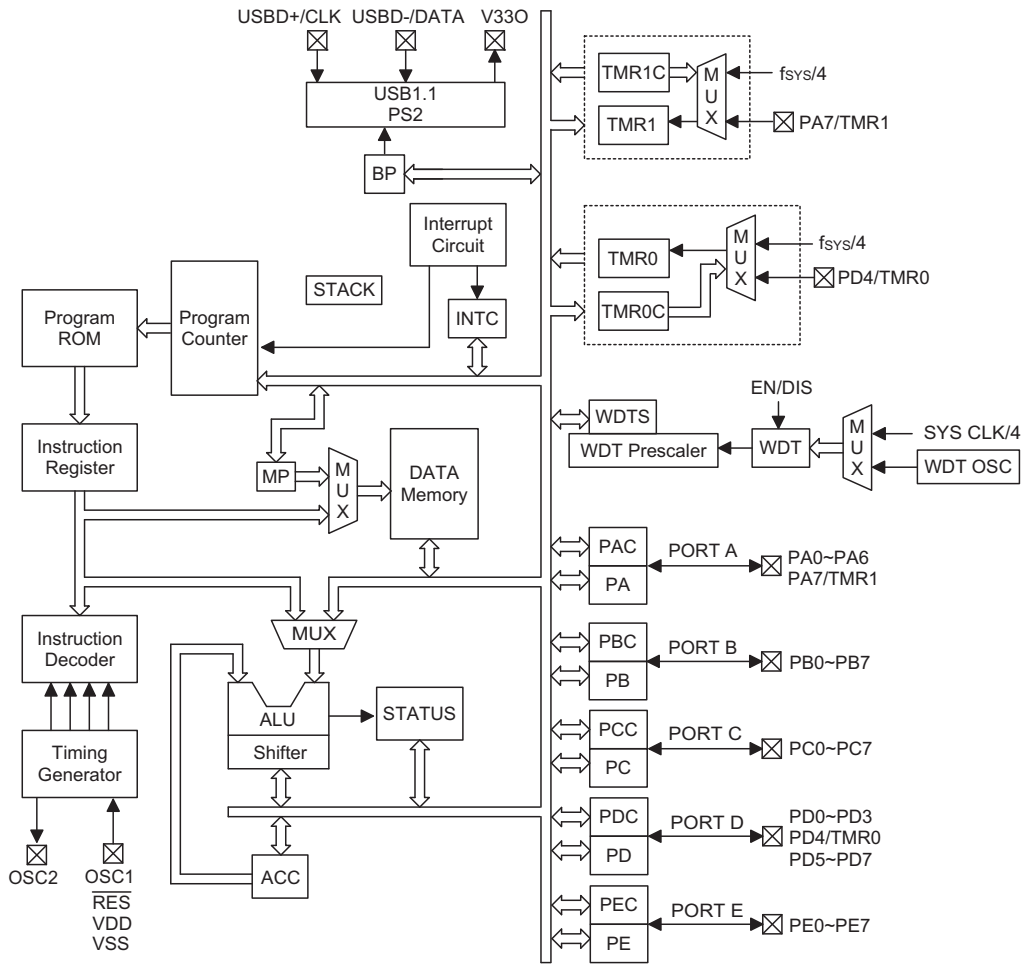 USBD+/CLK USBD-/DATA V33O
USB1.1
PS2
BP
TMR1C
TMR1
MUX
fSYS/4
PA7/TMR1
Interrupt
Circuit
STACK
INTC
TMR0
TMR0C
MUX
fSYS/4
PD4/TMR0
Program
ROM
Program
Counter
Instruction
Register
MP
MUX
DATA
Memory
EN/DIS
WDTS
WDT Prescaler
WDT
MUX
SYS CLK/4
WDT OSC
PAC
PA
PORT A
PA0~PA6
PA7/TMR1
Instruction
Decoder
MUX
PBC
PB
PORT B
PB0~PB7
ALU
Shifter
STATUS
PCC
PC
PORT C
PC0~PC7
Timing
Generator
PDC
PD
PORT D
PD0~PD3
PD4/TMR0
PD5~PD7
OSC2
OSC1
RES
VDD
VSS
ACC
PEC
PE
PORT E
PE0~PE7